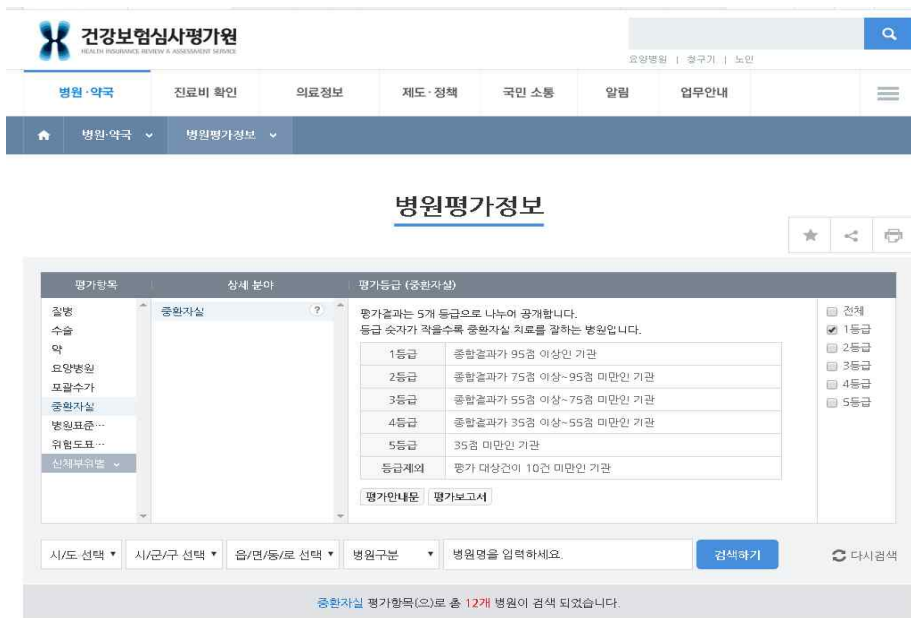 건강보험심사평가원
HEALTH INSURANCE REVIEW & ASSESSMENT SERVICE
요양병원 | 청구기 | 노인
병원·약국 진료비 확인 의료정보 제도·정책 국민 소통 알림 업무안내
병원·약국 병원평가정보
병원평가정보
평가항목 상세 분야 평가등급 (중환자실)
질병
수술
약
요양병원
포괄수가
중환자실
병원표준…
위험도표…
신체부위별
중환자실 ?
평가결과는 5개 등급으로 나누어 공개합니다.
등급 숫자가 작을수록 중환자실 치료를 잘하는 병원입니다.
1등급 종합결과가 95점 이상인 기관
2등급 종합결과가 75점 이상~95점 미만인 기관
3등급 종합결과가 55점 이상~75점 미만인 기관
4등급 종합결과가 35점 이상~55점 미만인 기관
5등급 35점 미만인 기관
등급제외 평가 대상건이 10건 미만인 기관
평가안내문 평가보고서
전체
1등급
2등급
3등급
4등급
5등급
시/도 선택 시/군/구 선택 읍/면/동/로 선택 병원구분 병원명을 입력하세요. 검색하기 다시검색
중환자실 평가항목(으)로 총 12개 병원이 검색 되었습니다.